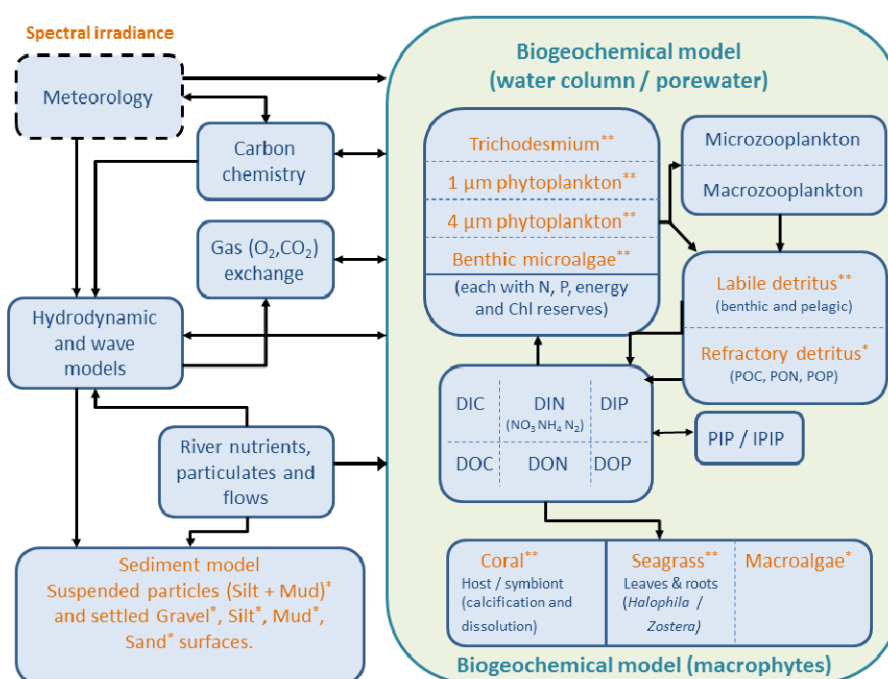 Spectral irradiance
Meteorology
Carbon
chemistry
Gas (O₂,CO₂)
exchange
Hydrodynamic
and wave
models
River nutrients,
particulates and
flows
Sediment model
Suspended particles (Silt + Mud)*
and settled Gravel*, Silt*, Mud*,
Sand* surfaces.
Biogeochemical model
(water column / porewater)
Trichodesmium**
1 µm phytoplankton**
4 µm phytoplankton**
Benthic microalgae**
(each with N, P, energy
and Chl reserves)
Microzooplankton
Macrozooplankton
Labile detritus**
(benthic and pelagic)
Refractory detritus*
(POC, PON, POP)
DIC DIN DIP
(NO₃ NH₄ N₂)
DOC DON DOP
PIP / IPIP
Coral**
Host / symbiont
(calcification and
dissolution)
Seagrass**
Leaves & roots
(Halophila /
Zostera)
Macroalgae*
Biogeochemical model (macrophytes)